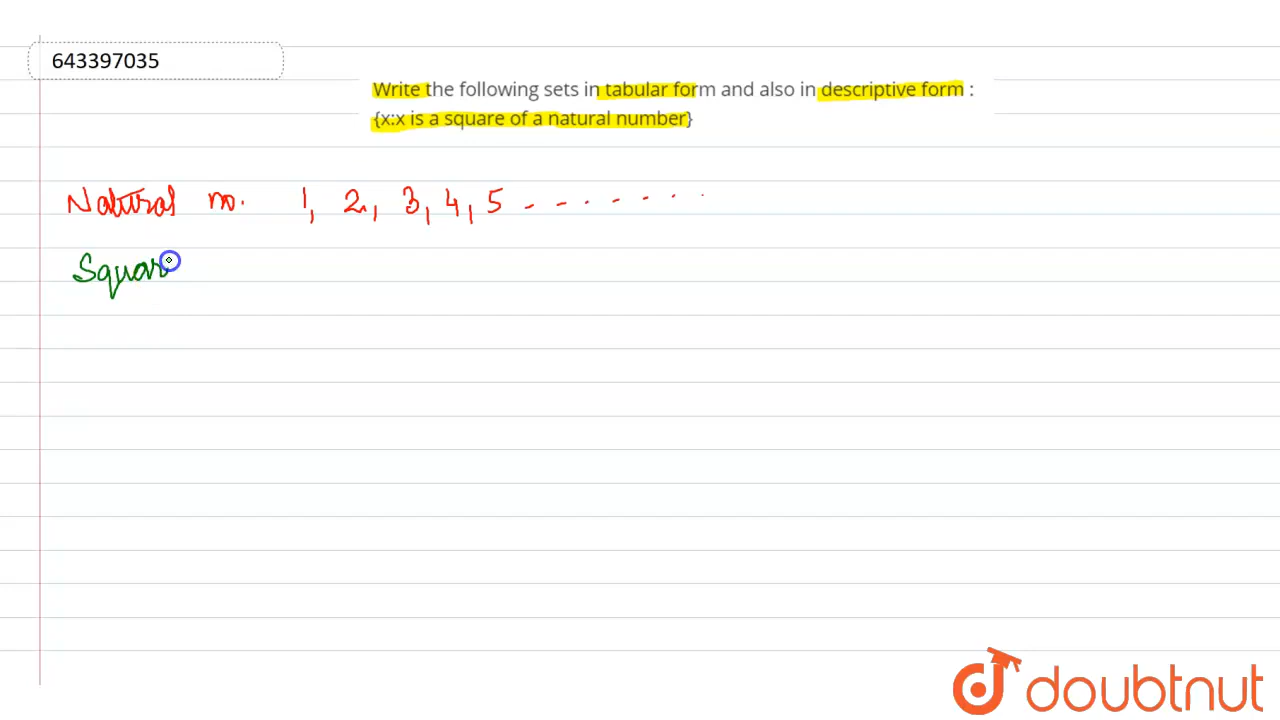 643397035
Write the following sets in tabular form and also in descriptive form :
{x:x is a square of a natural number}
Natural no. 1, 2, 3, 4, 5 - - - - - - -
Squar
doubtnut